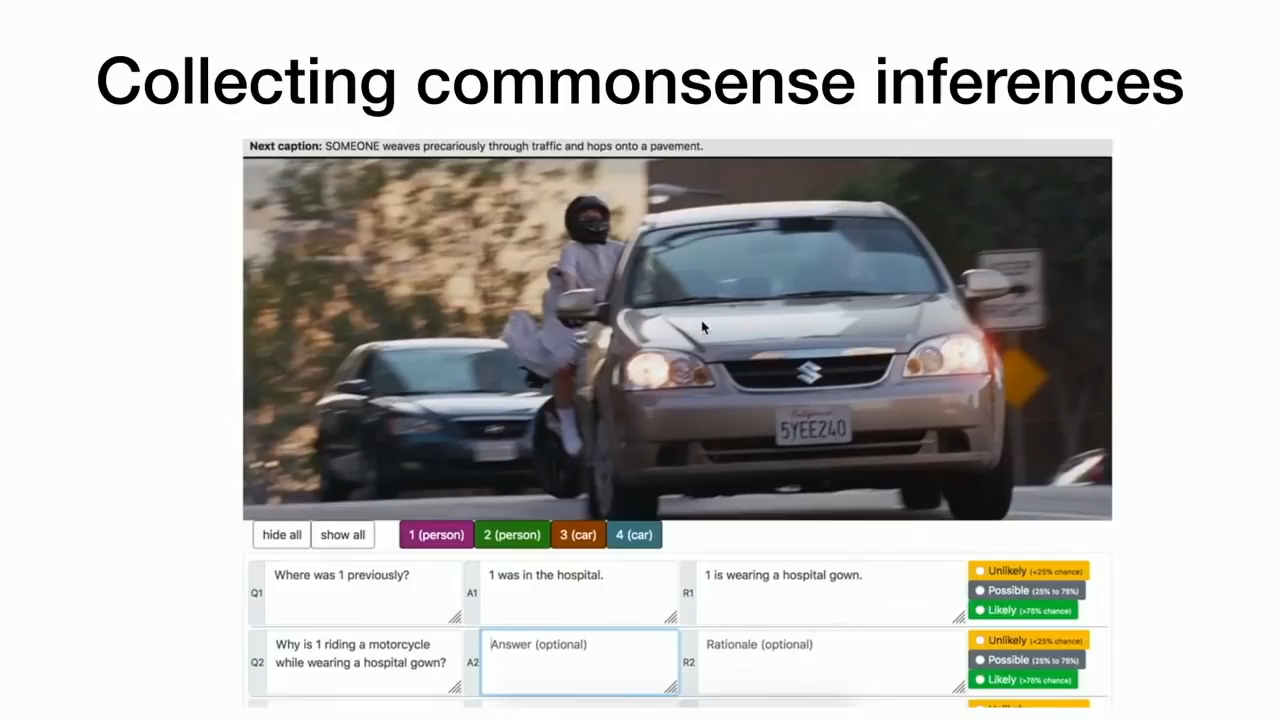 Collecting commonsense inferences
Next caption: SOMEONE weaves precariously through traffic and hops onto a pavement.
California
5YEE240
hide all
show all
1 (person)
2 (person)
3 (car)
4 (car)
Q1
Where was 1 previously?
A1
1 was in the hospital.
R1
1 is wearing a hospital gown.
Unlikely (<25% chance)
Possible (25% to 75%)
Likely (>75% chance)
Q2
Why is 1 riding a motorcycle
while wearing a hospital gown?
A2
Answer (optional)
R2
Rationale (optional)
Unlikely (<25% chance)
Possible (25% to 75%)
Likely (>75% chance)